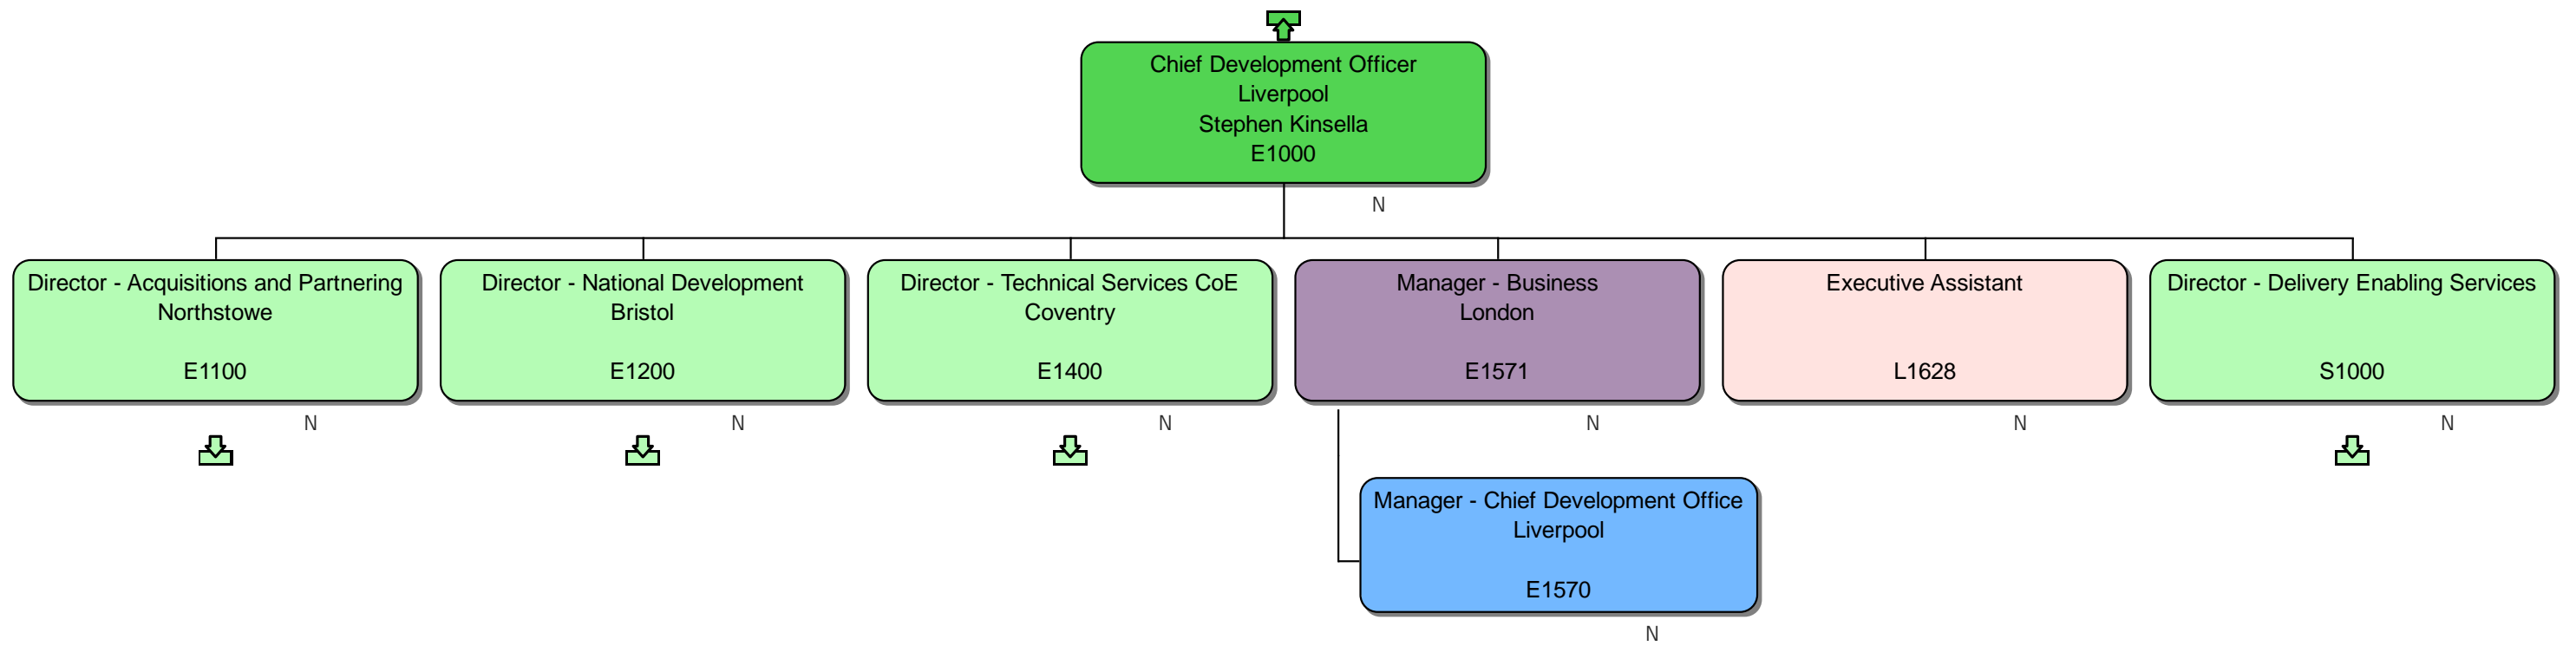 Chief Development Officer
Liverpool
Stephen Kinsella
E1000
N
Director - Acquisitions and Partnering
Northstowe
E1100
N
Director - National Development
Bristol
E1200
N
Director - Technical Services CoE
Coventry
E1400
N
Manager - Business
London
E1571
N
Executive Assistant
L1628
N
Director - Delivery Enabling Services
S1000
N
Manager - Chief Development Office
Liverpool
E1570
N